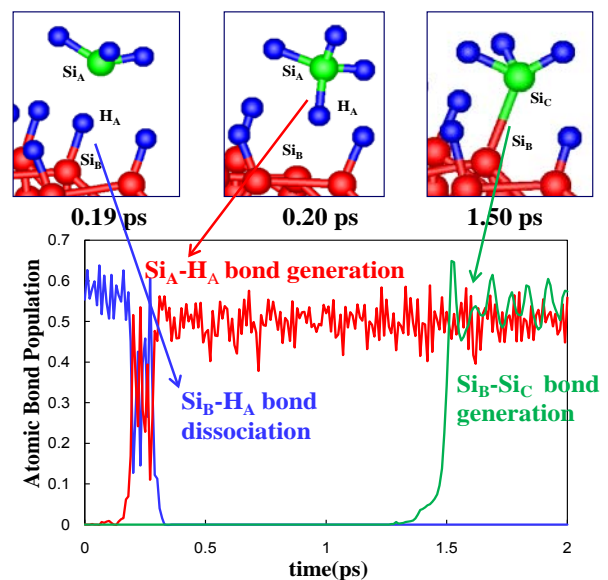 Si_A
H_A
Si_B
Si_A
H_A
Si_B
Si_C
Si_B
0.19 ps
0.20 ps
1.50 ps
Atomic Bond Population
0.7
0.6
0.5
0.4
0.3
0.2
0.1
0
Si_A-H_A bond generation
Si_B-H_A bond
dissociation
Si_B-Si_C bond
generation
0
0.5
1
1.5
2
time(ps)